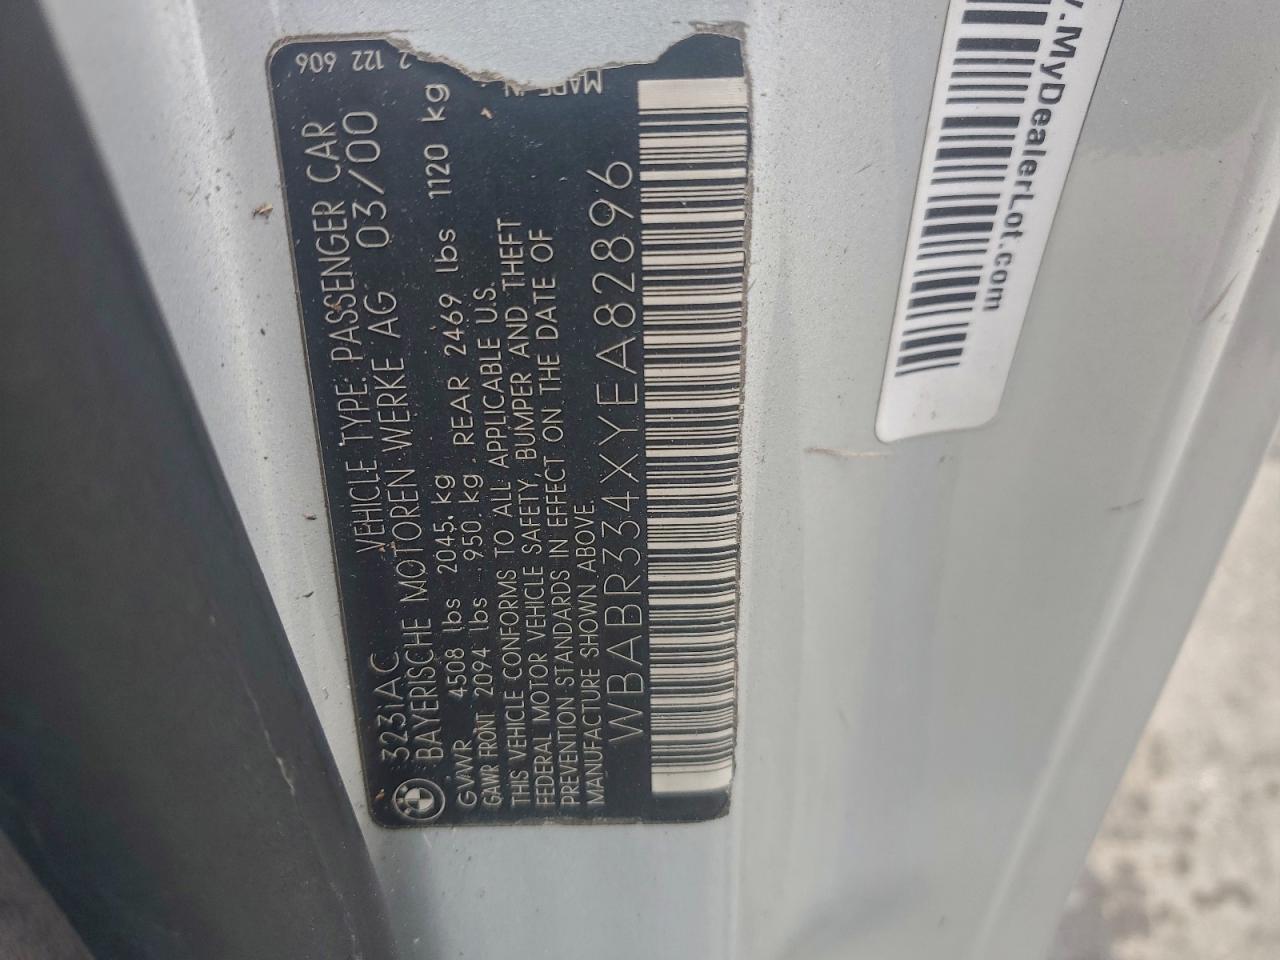 2 122 606
323iAC VEHICLE TYPE: PASSENGER CAR
BAYERISCHE MOTOREN WERKE AG 03/00
GVWR 4508 lbs 2045 kg
GAWR FRONT 2094 lbs 950 kg REAR 2469 lbs 1120 kg
THIS VEHICLE CONFORMS TO ALL APPLICABLE U.S.
FEDERAL MOTOR VEHICLE SAFETY, BUMPER AND THEFT
PREVENTION STANDARDS IN EFFECT ON THE DATE OF
MANUFACTURE SHOWN ABOVE.
MADE IN
WBABR334XYEA82896
.MyDealerLot.com